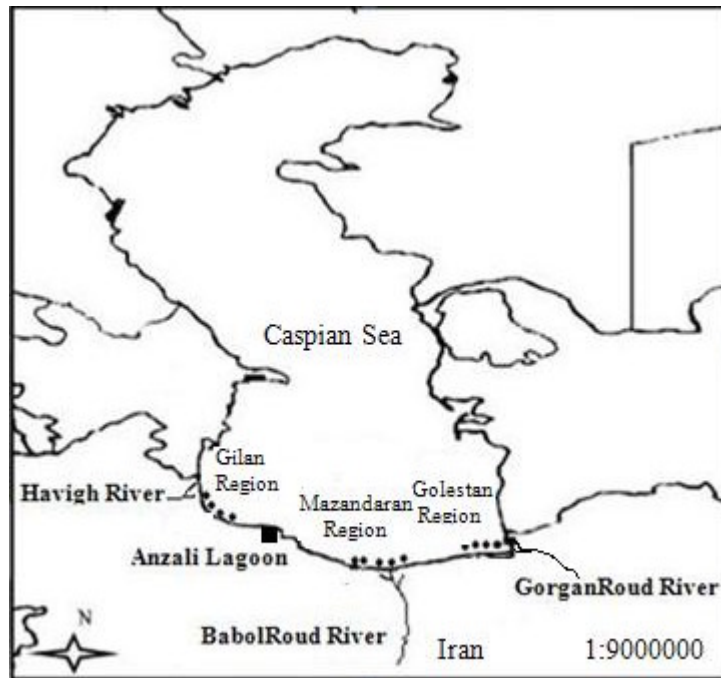 Caspian Sea
Gilan
Region
Havigh River
Mazandaran
Region
Golestan
Region
Anzali Lagoon
GorganRoud River
BabolRoud River
N
Iran
1:9000000